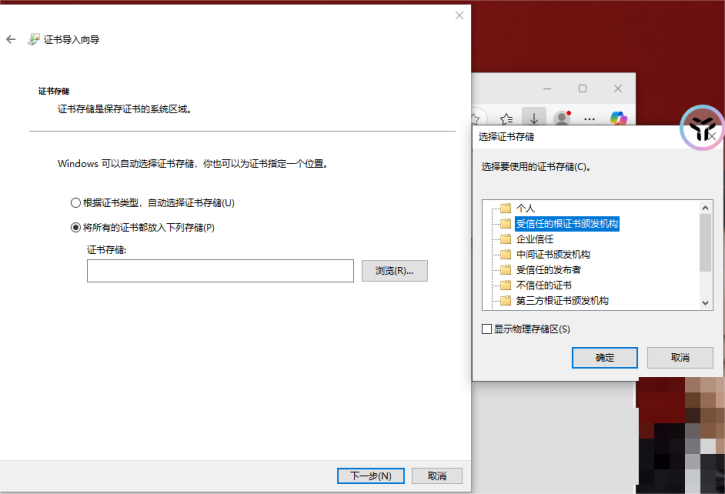 证书导入向导
证书存储
证书存储是保存证书的系统区域。
Windows 可以自动选择证书存储，你也可以为证书指定一个位置。
根据证书类型，自动选择证书存储(U)
将所有的证书都放入下列存储(P)
证书存储:
浏览(R)...
下一步(N)
取消
选择证书存储
选择要使用的证书存储(C)。
个人
受信任的根证书颁发机构
企业信任
中间证书颁发机构
受信任的发布者
不信任的证书
第三方根证书颁发机构
显示物理存储区(S)
确定
取消